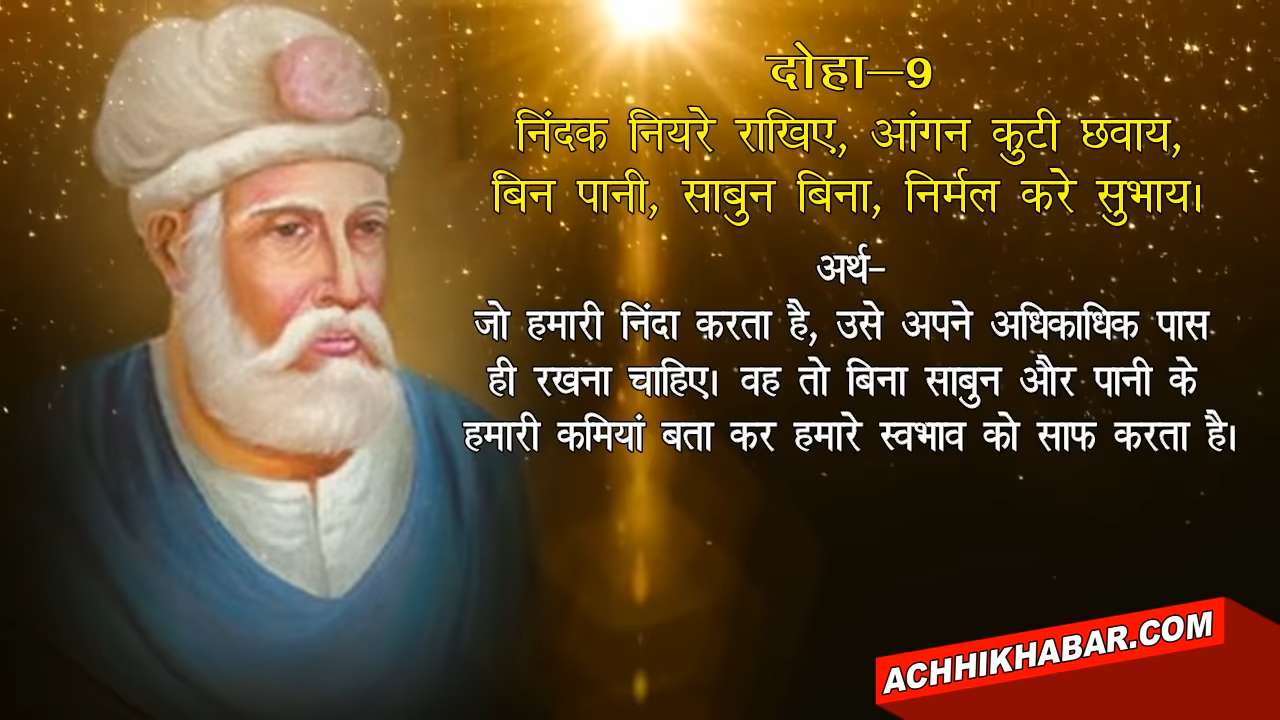 दोहा–9
निंदक नियरे राखिए, आंगन कुटी छवाय,
बिन पानी, साबुन बिना, निर्मल करे सुभाय।
अर्थ-
जो हमारी निंदा करता है, उसे अपने अधिकाधिक पास
ही रखना चाहिए। वह तो बिना साबुन और पानी के
हमारी कमियां बता कर हमारे स्वभाव को साफ करता है।
ACHHIKHABAR.COM